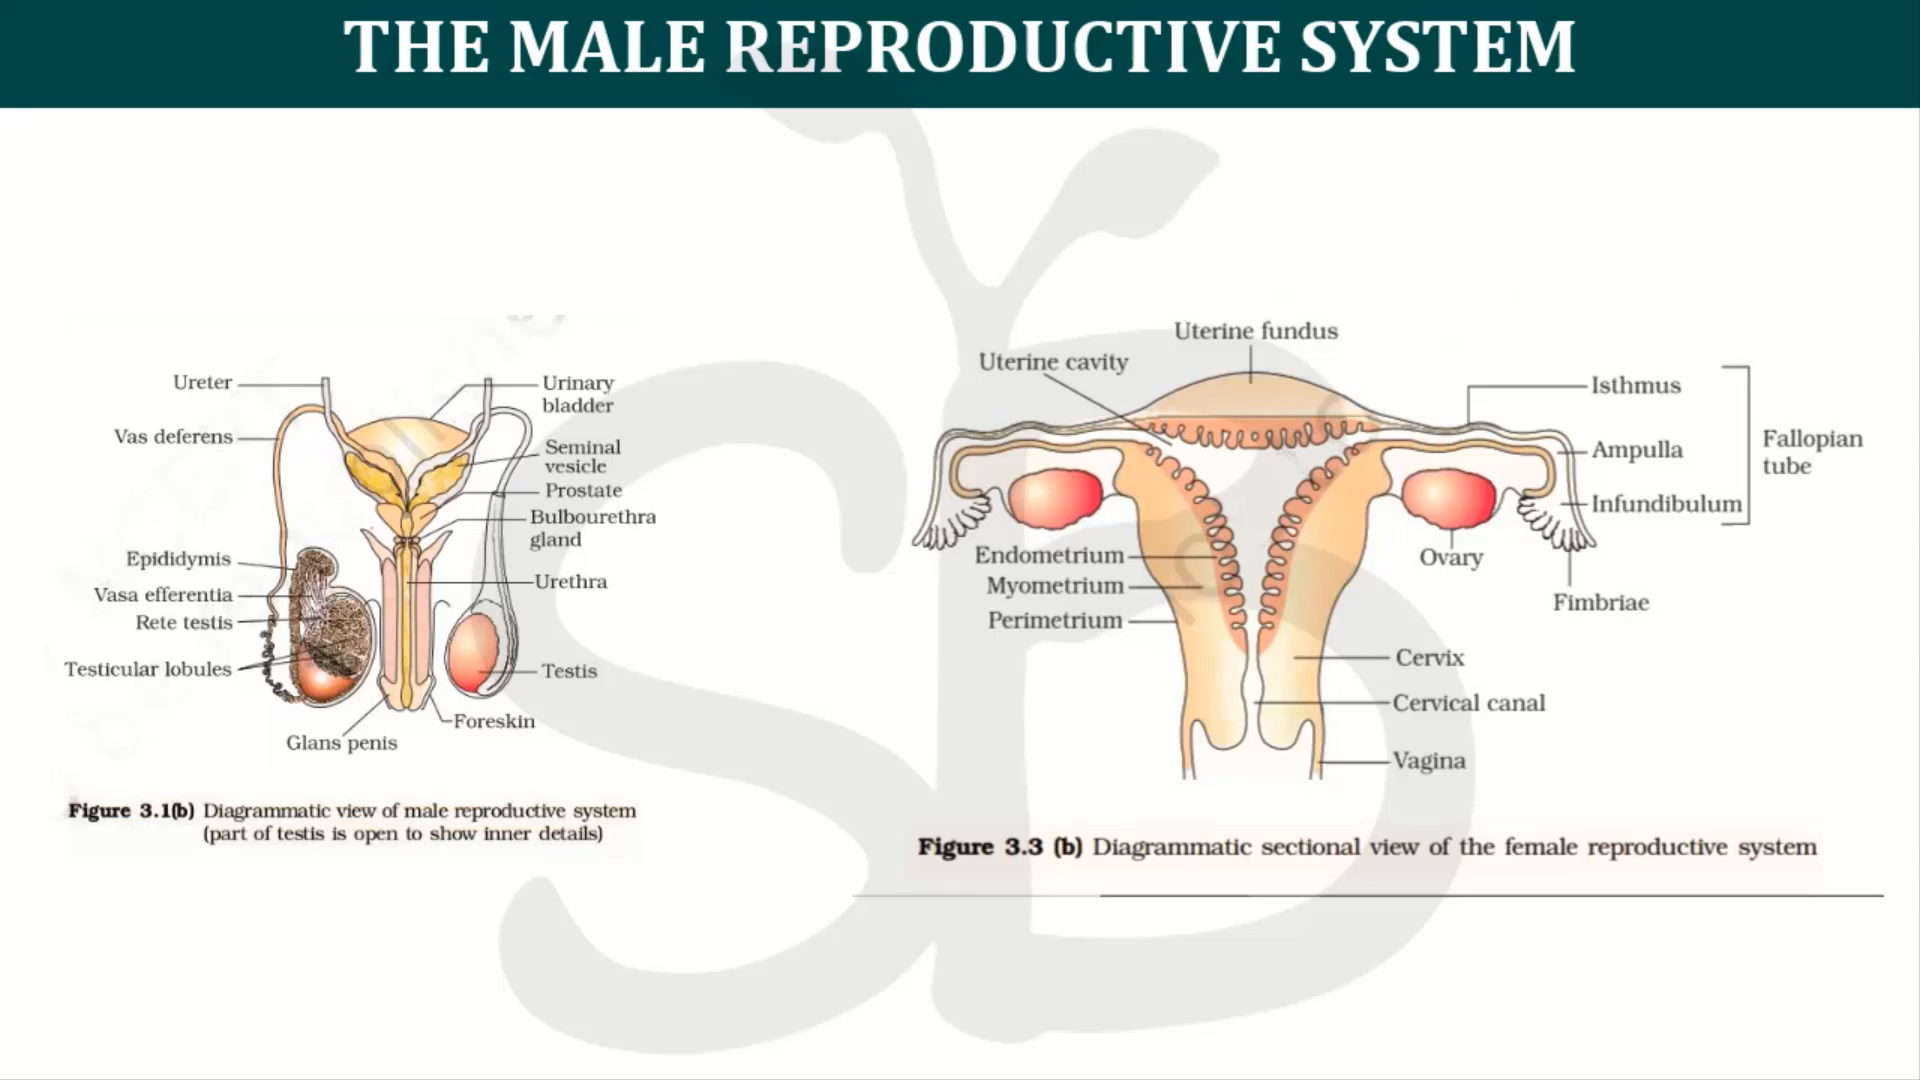 THE MALE REPRODUCTIVE SYSTEM
Ureter
Vas deferens
Epididymis
Vasa efferentia
Rete testis
Testicular lobules
Glans penis
Urinary
bladder
Seminal
vesicle
Prostate
Bulbourethra
gland
Urethra
Testis
Foreskin
Figure 3.1(b) Diagrammatic view of male reproductive system
(part of testis is open to show inner details)
Uterine fundus
Uterine cavity
Isthmus
Ampulla
Infundibulum
Fallopian
tube
Ovary
Fimbriae
Endometrium
Myometrium
Perimetrium
Cervix
Cervical canal
Vagina
Figure 3.3 (b) Diagrammatic sectional view of the female reproductive system